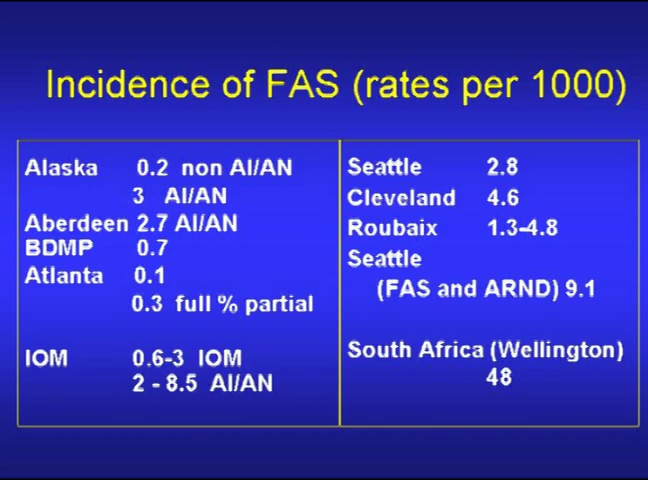 Incidence of FAS (rates per 1000)
Alaska 0.2 non AI/AN
3 AI/AN
Aberdeen 2.7 AI/AN
BDMP 0.7
Atlanta 0.1
0.3 full % partial
IOM 0.6-3 IOM
2 - 8.5 AI/AN
Seattle 2.8
Cleveland 4.6
Roubaix 1.3-4.8
Seattle
(FAS and ARND) 9.1
South Africa (Wellington)
48